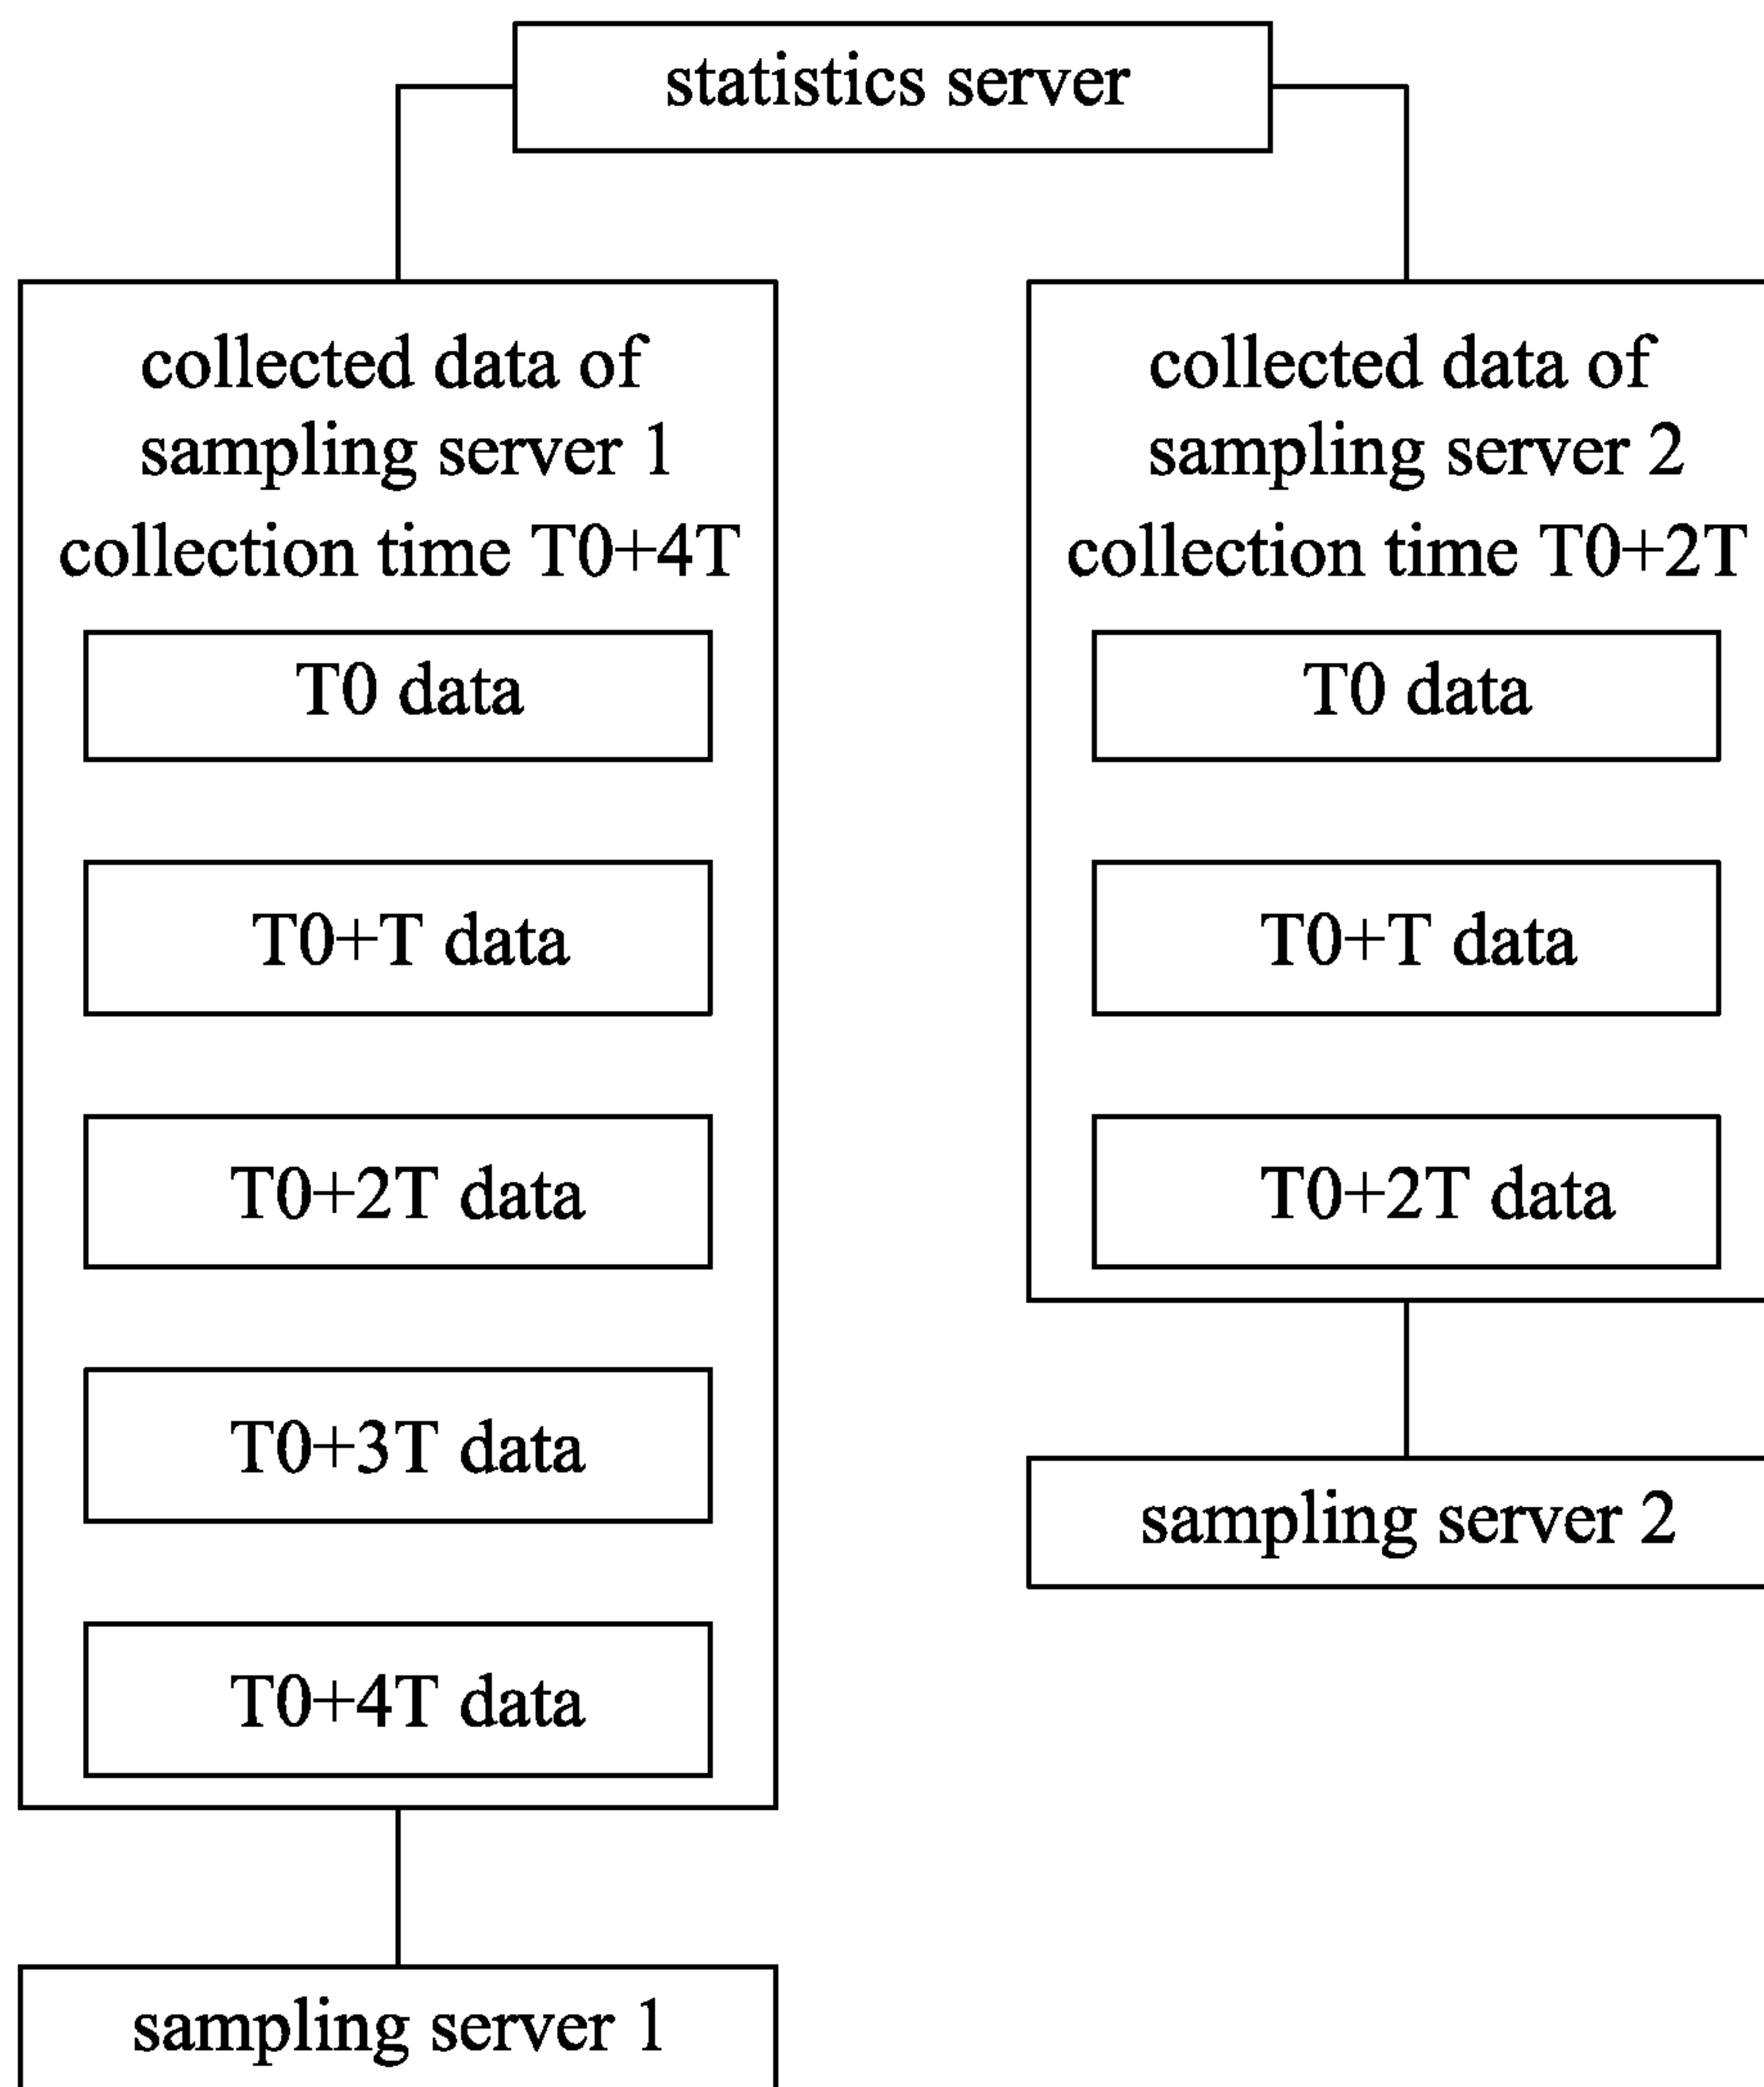 statistics server
collected data of
sampling server 1
collection time T0+4T
T0 data
T0+T data
T0+2T data
T0+3T data
T0+4T data
sampling server 1
collected data of
sampling server 2
collection time T0+2T
T0 data
T0+T data
T0+2T data
sampling server 2